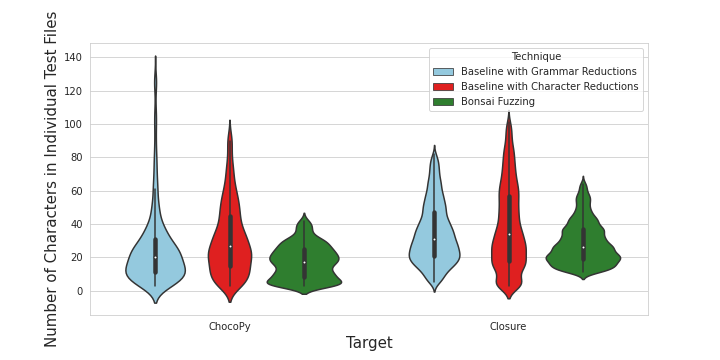 Number of Characters in Individual Test Files
140
120
100
80
60
40
20
0
Technique
Baseline with Grammar Reductions
Baseline with Character Reductions
Bonsai Fuzzing
ChocoPy
Closure
Target